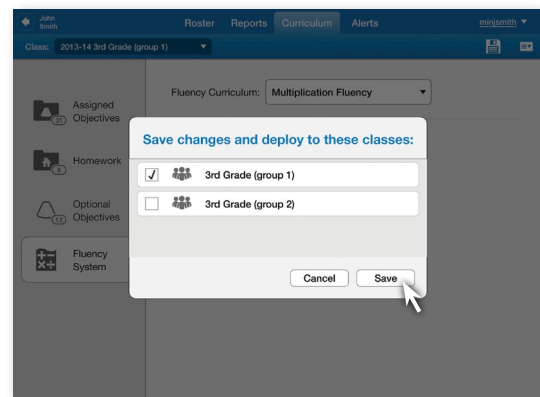 John
Smith
Roster Reports Curriculum Alerts minjsmith
Class: 2013-14 3rd Grade (group 1)
Fluency Curriculum: Multiplication Fluency
31
Assigned
Objectives
Homework
12
Optional
Objectives
Fluency
System
Save changes and deploy to these classes:
3rd Grade (group 1)
3rd Grade (group 2)
Cancel Save